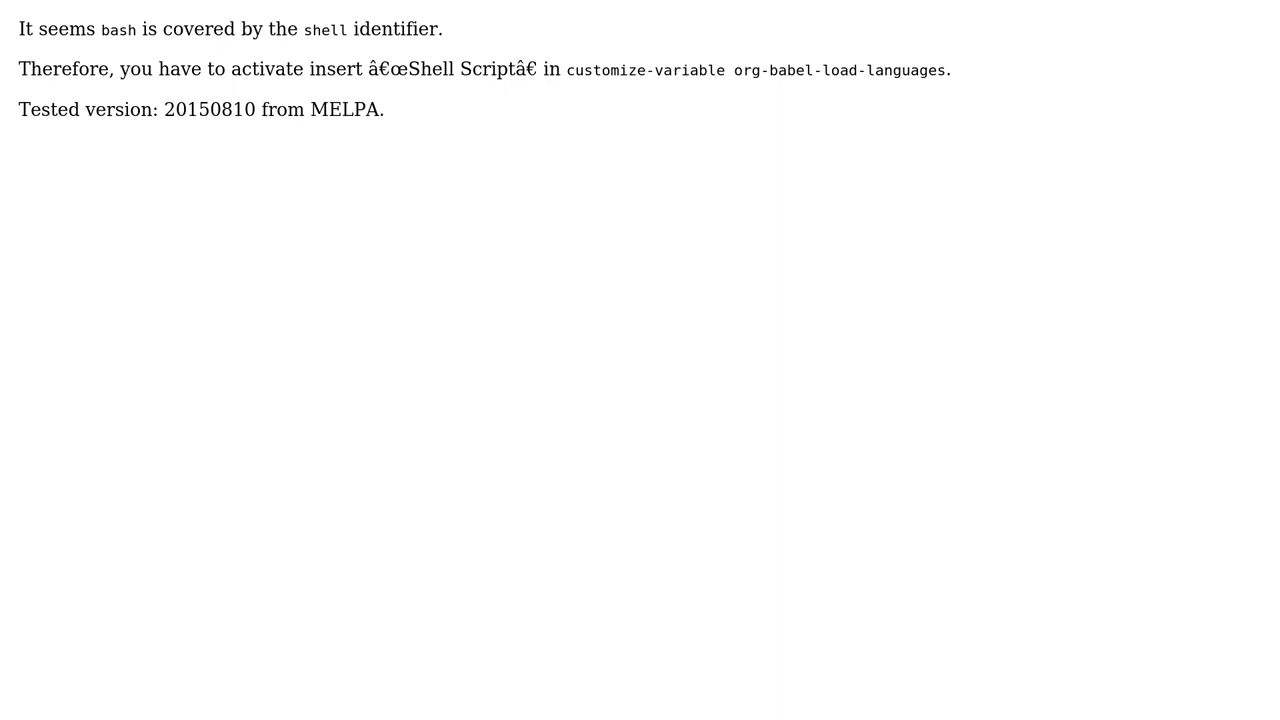 It seems bash is covered by the shell identifier.
Therefore, you have to activate insert â€œShell Scriptâ€ in customize-variable org-babel-load-languages.
Tested version: 20150810 from MELPA.